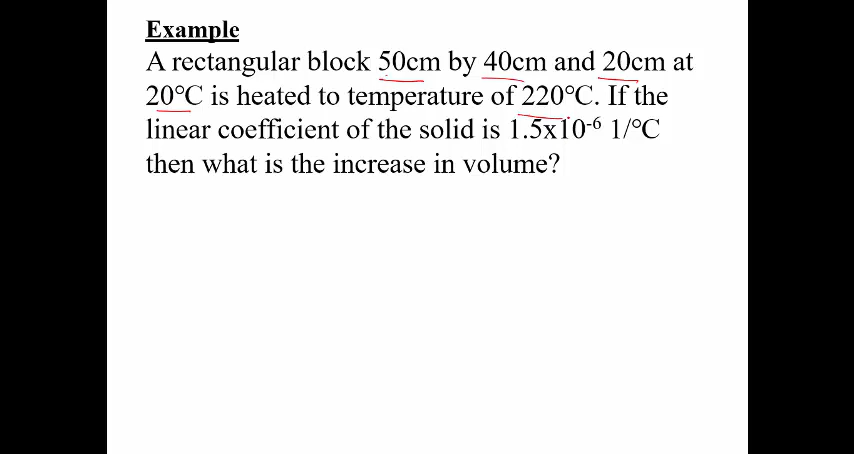 Example
A rectangular block 50cm by 40cm and 20cm at
20°C is heated to temperature of 220°C. If the
linear coefficient of the solid is 1.5x10⁻⁶ 1/°C
then what is the increase in volume?